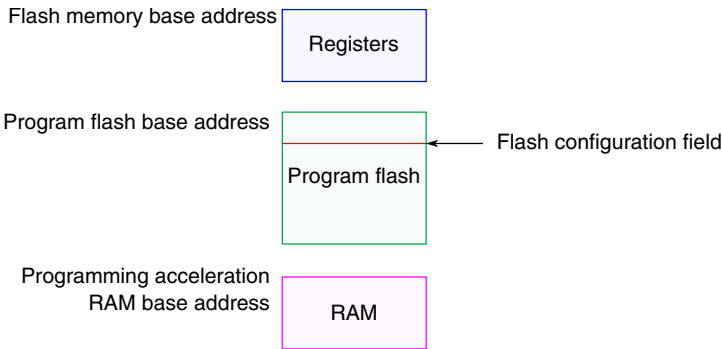 Flash memory base address
Registers
Program flash base address
Flash configuration field
Program flash
Programming acceleration
RAM base address
RAM